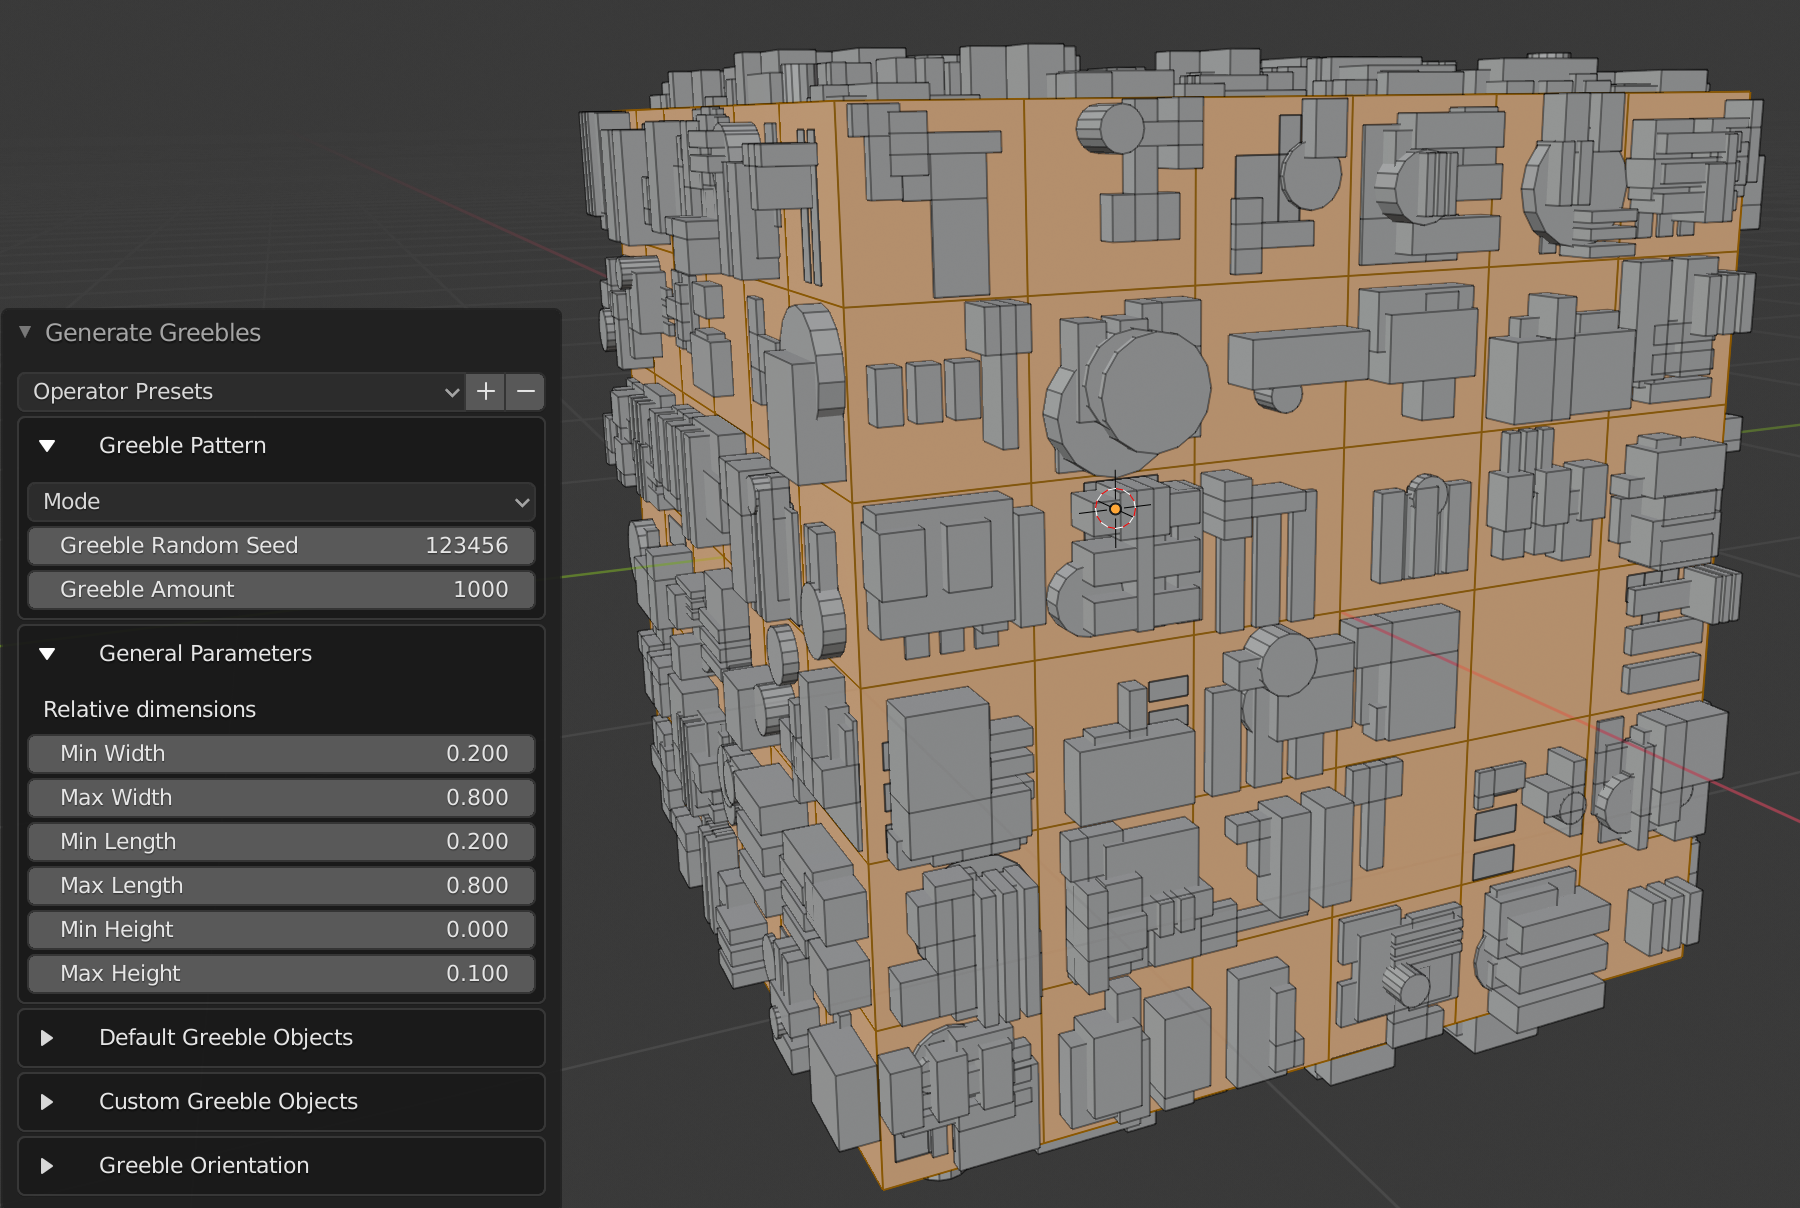 Generate Greebles
Operator Presets
Greeble Pattern
Mode
Greeble Random Seed 123456
Greeble Amount 1000
General Parameters
Relative dimensions
Min Width 0.200
Max Width 0.800
Min Length 0.200
Max Length 0.800
Min Height 0.000
Max Height 0.100
Default Greeble Objects
Custom Greeble Objects
Greeble Orientation